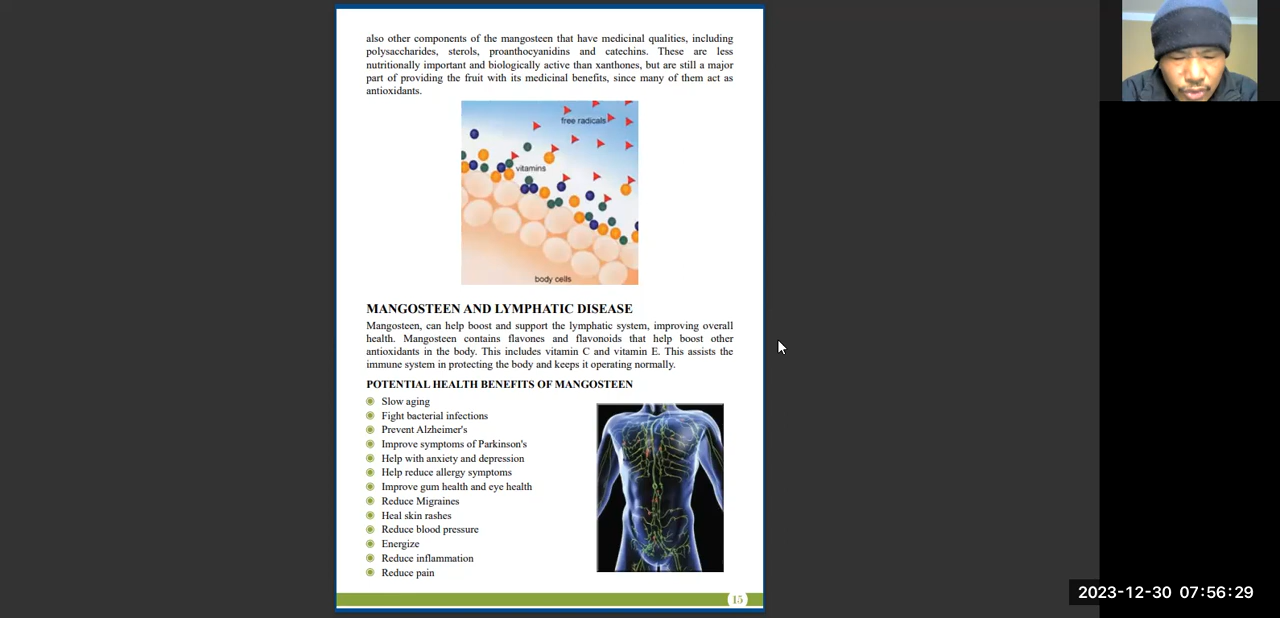 also other components of the mangosteen that have medicinal qualities, including
polysaccharides, sterols, proanthocyanidins and catechins. These are less
nutritionally important and biologically active than xanthones, but are still a major
part of providing the fruit with its medicinal benefits, since many of them act as
antioxidants.
free radicals
vitamins
body cells
MANGOSTEEN AND LYMPHATIC DISEASE
Mangosteen, can help boost and support the lymphatic system, improving overall
health. Mangosteen contains flavones and flavonoids that help boost other
antioxidants in the body. This includes vitamin C and vitamin E. This assists the
immune system in protecting the body and keeps it operating normally.
POTENTIAL HEALTH BENEFITS OF MANGOSTEEN
Slow aging
Fight bacterial infections
Prevent Alzheimer's
Improve symptoms of Parkinson's
Help with anxiety and depression
Help reduce allergy symptoms
Improve gum health and eye health
Reduce Migraines
Heal skin rashes
Reduce blood pressure
Energize
Reduce inflammation
Reduce pain
15
2023-12-30 07:56:29